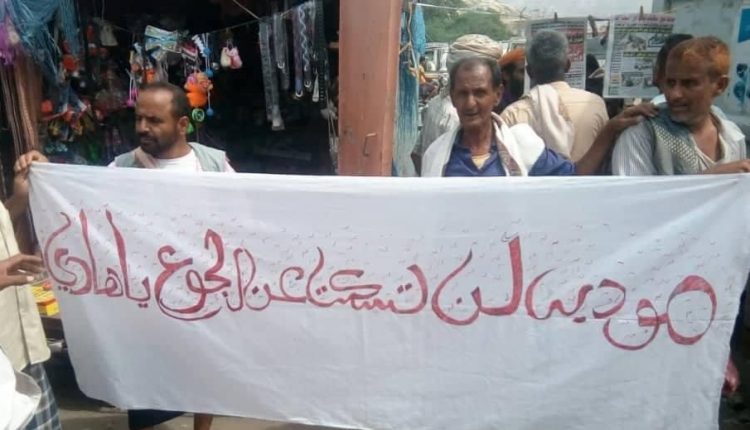 مودية لن تسكت عن الجوع ياهادي